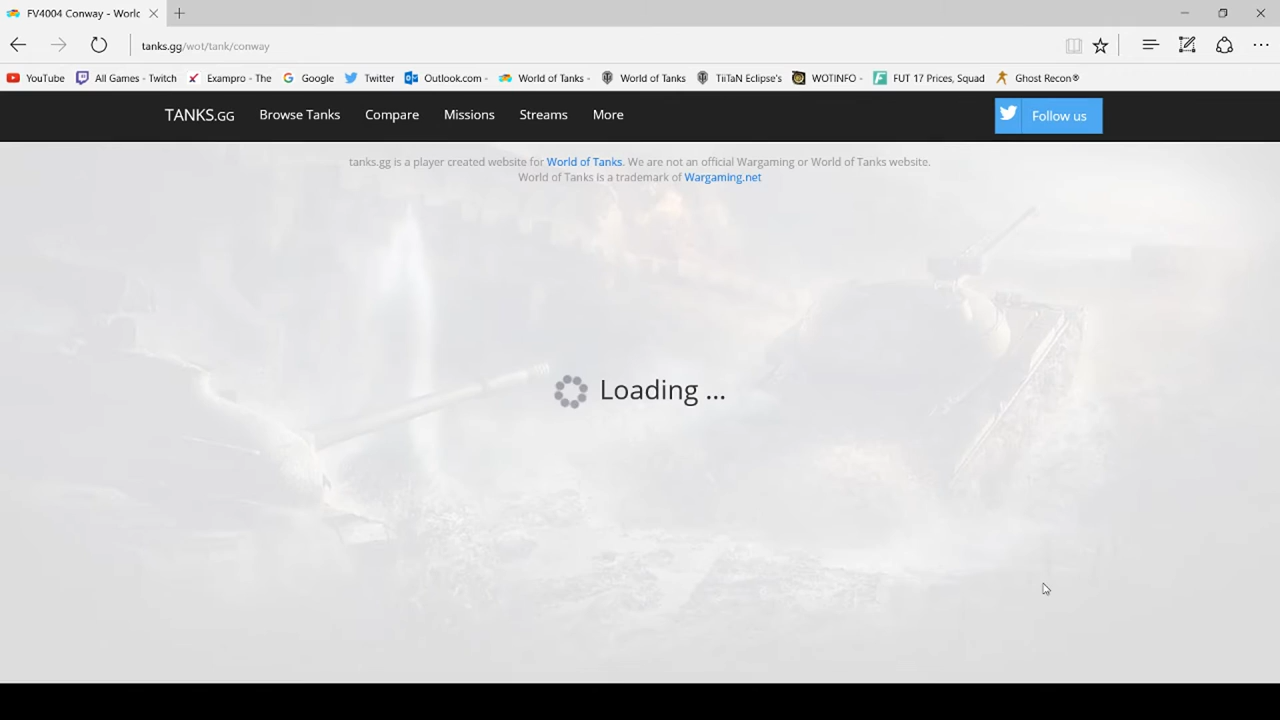 FV4004 Conway - Worlc
tanks.gg/wot/tank/conway
YouTube All Games - Twitch Exampro - The Google Twitter Outlook.com - World of Tanks - World of Tanks TiiTaN Eclipse's WOTINFO - FUT 17 Prices, Squad Ghost Recon®
TANKS.GG Browse Tanks Compare Missions Streams More Follow us
tanks.gg is a player created website for World of Tanks. We are not an official Wargaming or World of Tanks website.
World of Tanks is a trademark of Wargaming.net
Loading ...